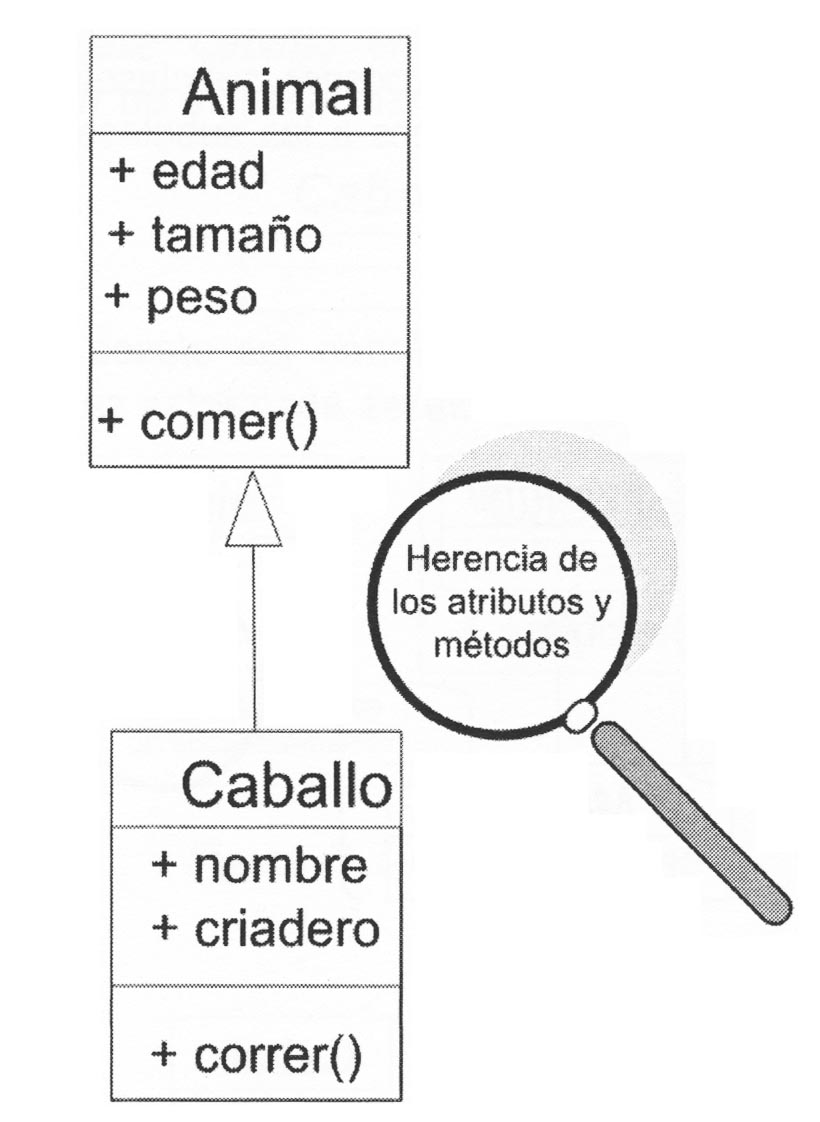 Animal
+ edad
+ tamaño
+ peso
+ comer()
Herencia de
los atributos y
métodos
Caballo
+ nombre
+ criadero
+ correr()